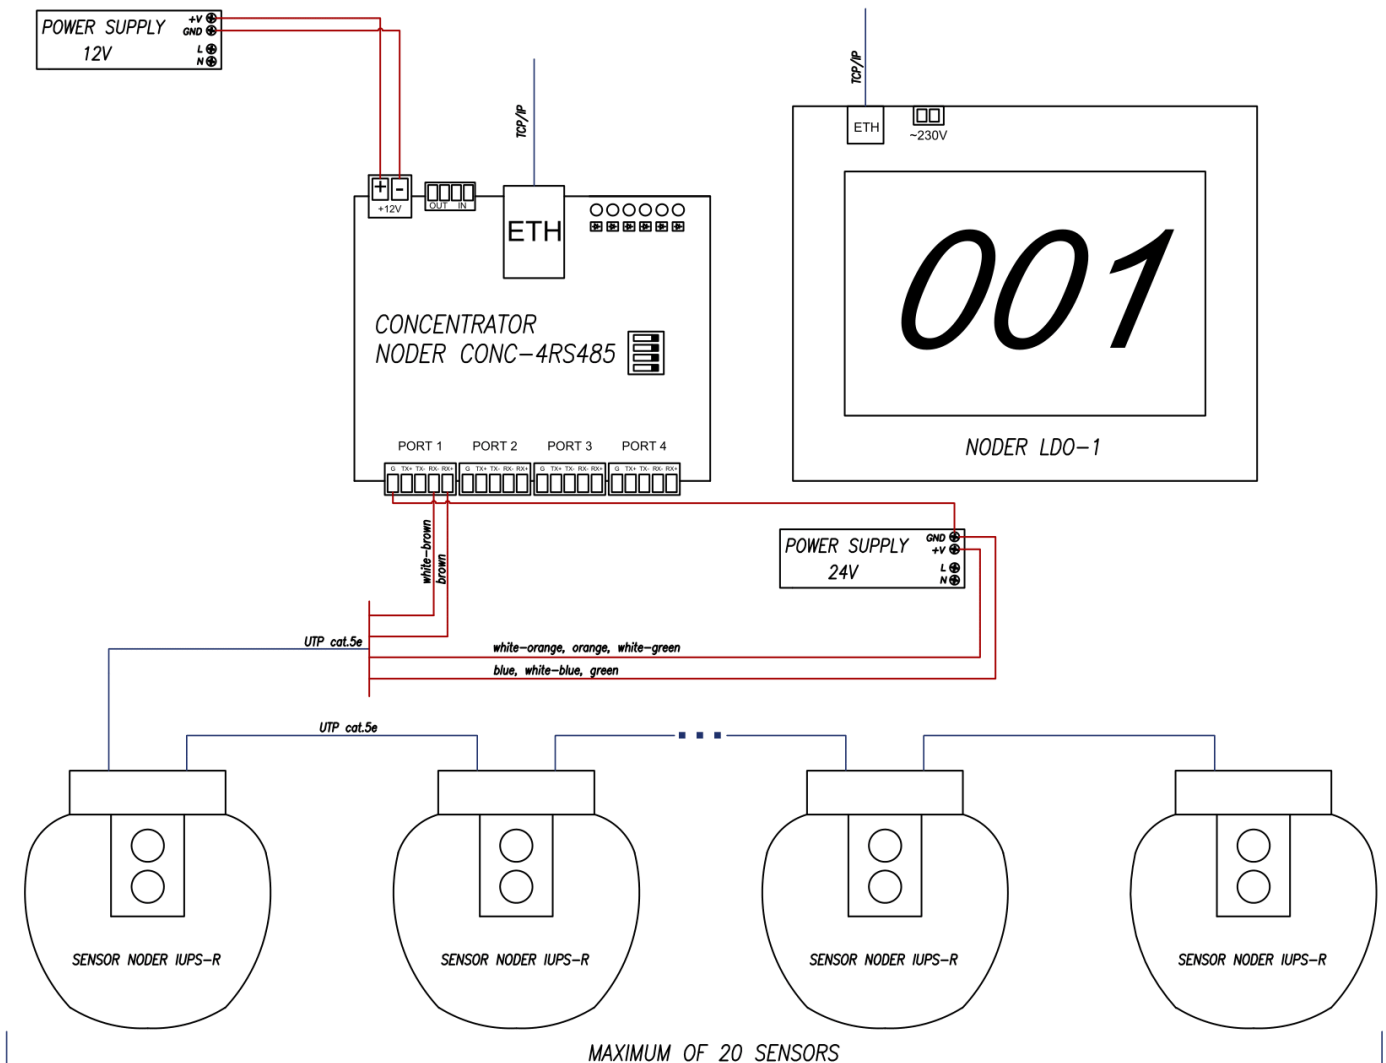 POWER SUPPLY
12V
+V
GND
L
N
TCP/IP
TCP/IP
ETH
~230V
+
-
+12V
OUT IN
ETH
001
CONCENTRATOR
NODER CONC-4RS485
NODER LDO-1
PORT 1 PORT 2 PORT 3 PORT 4
G TX+ TX- RX- RX+ G TX+ TX- RX- RX+ G TX+ TX- RX- RX+ G TX+ TX- RX- RX+
white-brown
brown
POWER SUPPLY
24V
GND
+V
L
N
UTP cat.5e
white-orange, orange, white-green
blue, white-blue, green
UTP cat.5e
SENSOR NODER IUPS-R SENSOR NODER IUPS-R SENSOR NODER IUPS-R SENSOR NODER IUPS-R
MAXIMUM OF 20 SENSORS